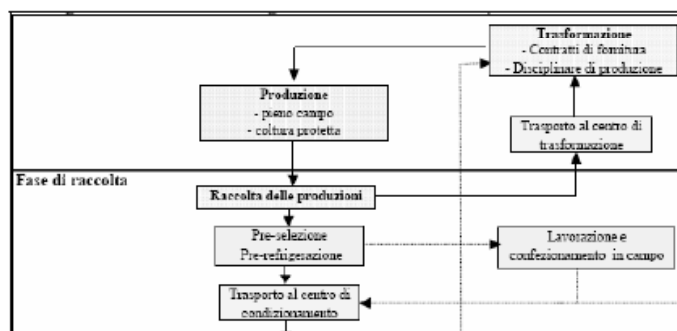 Trasformazione
- Contratti di fornitura
- Disciplinare di produzione
Produzione
- pieno campo
- coltura protetta
Trasporto al centro di
trasformazione
Fase di raccolta
Raccolta delle produzioni
Pre-selezione
Pre-refrigerazione
Lavorazione e
confezionamento in campo
Trasporto al centro di
condizionamento